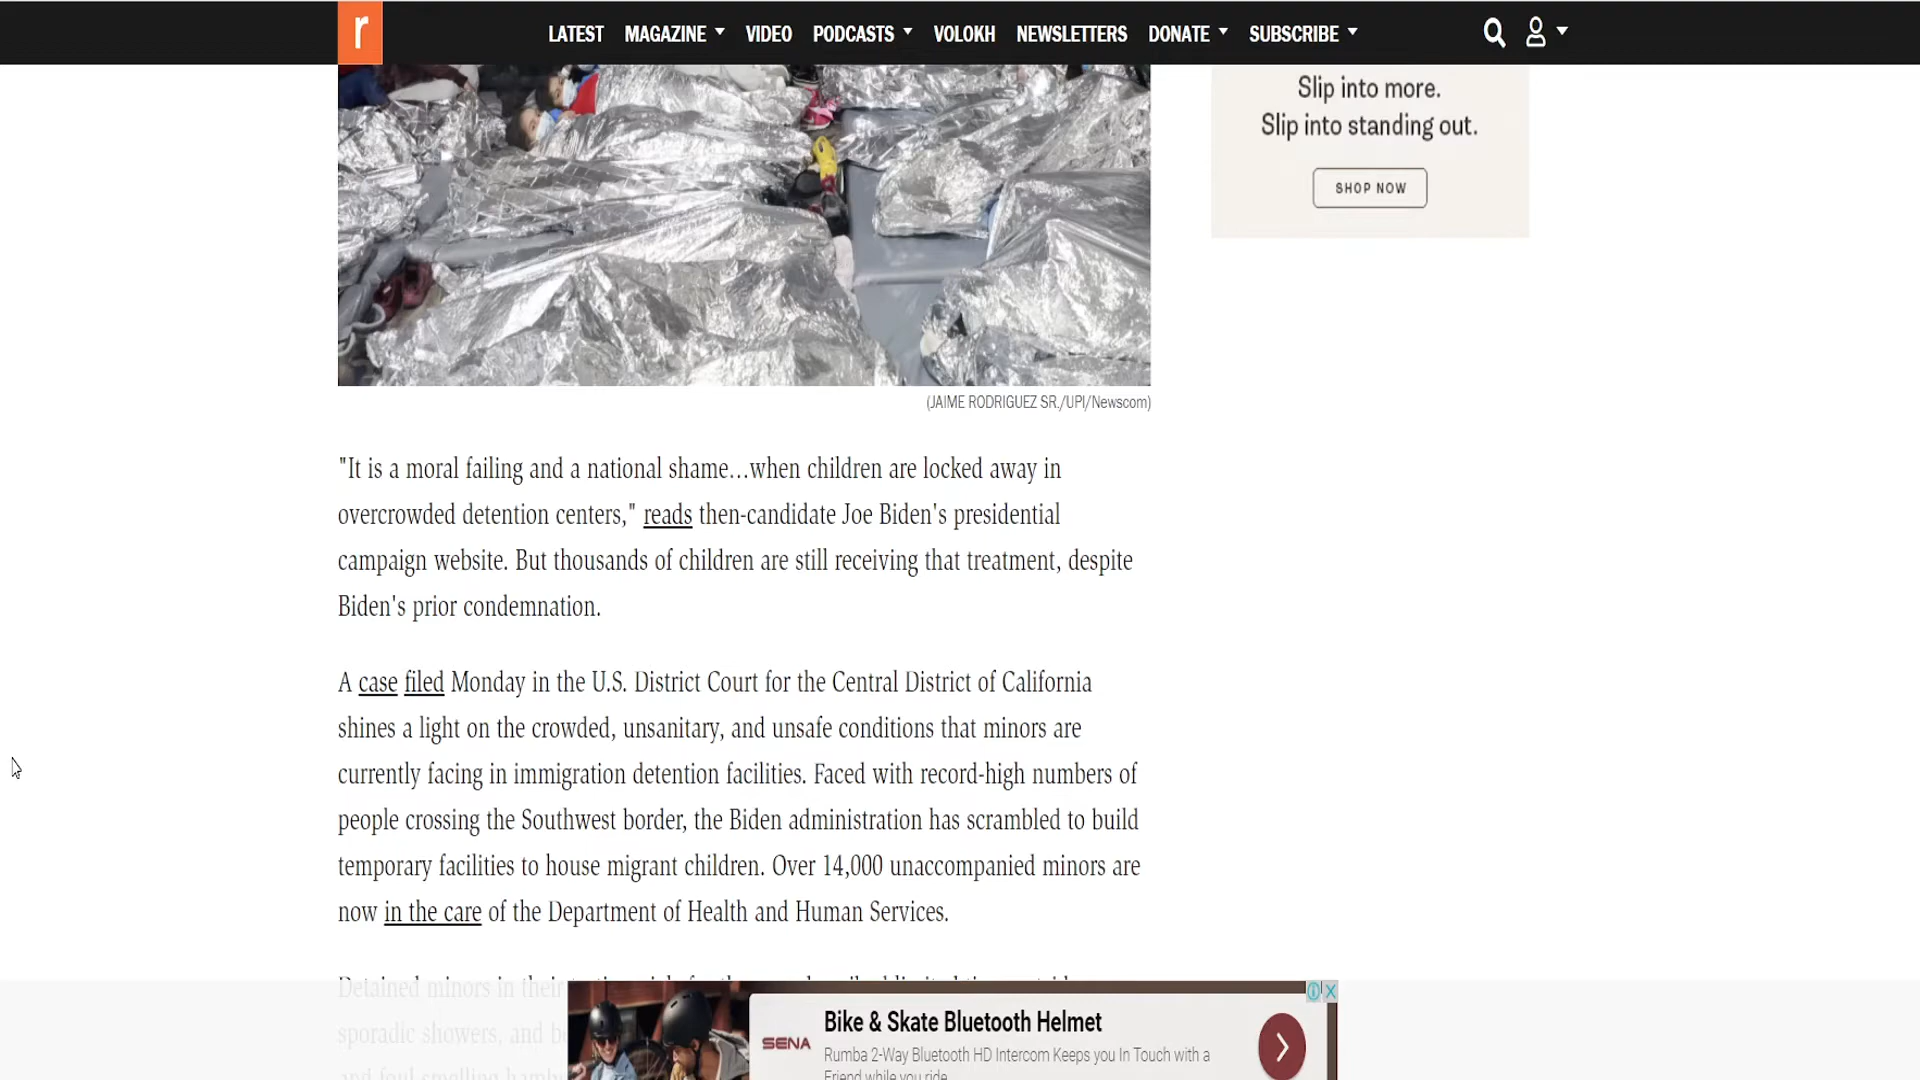 r
LATEST MAGAZINE VIDEO PODCASTS VOLOKH NEWSLETTERS DONATE SUBSCRIBE
Slip into more.
Slip into standing out.
SHOP NOW
(JAIME RODRIGUEZ SR./UPI/Newscom)
"It is a moral failing and a national shame…when children are locked away in
overcrowded detention centers," reads then-candidate Joe Biden's presidential
campaign website. But thousands of children are still receiving that treatment, despite
Biden's prior condemnation.
A case filed Monday in the U.S. District Court for the Central District of California
shines a light on the crowded, unsanitary, and unsafe conditions that minors are
currently facing in immigration detention facilities. Faced with record-high numbers of
people crossing the Southwest border, the Biden administration has scrambled to build
temporary facilities to house migrant children. Over 14,000 unaccompanied minors are
now in the care of the Department of Health and Human Services.
Detained minors in their
sporadic showers, and
and foul smelling
SENA
Bike & Skate Bluetooth Helmet
Rumba 2-Way Bluetooth HD Intercom Keeps you In Touch with a
Friend while you ride